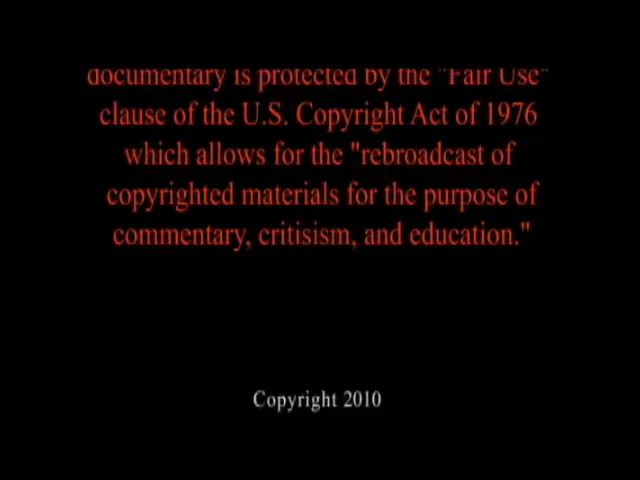 documentary is protected by the "Fair Use"
clause of the U.S. Copyright Act of 1976
which allows for the "rebroadcast of
copyrighted materials for the purpose of
commentary, critisism, and education."
Copyright 2010